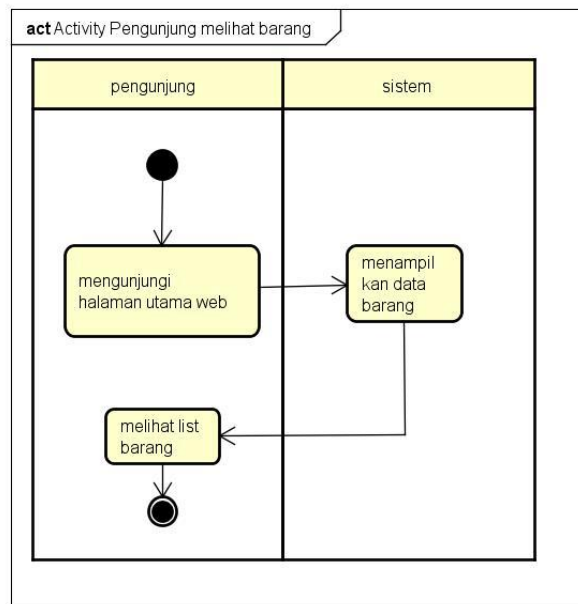 act Activity Pengunjung melihat barang
pengunjung
sistem
mengunjungi
halaman utama web
menampil
kan data
barang
melihat list
barang